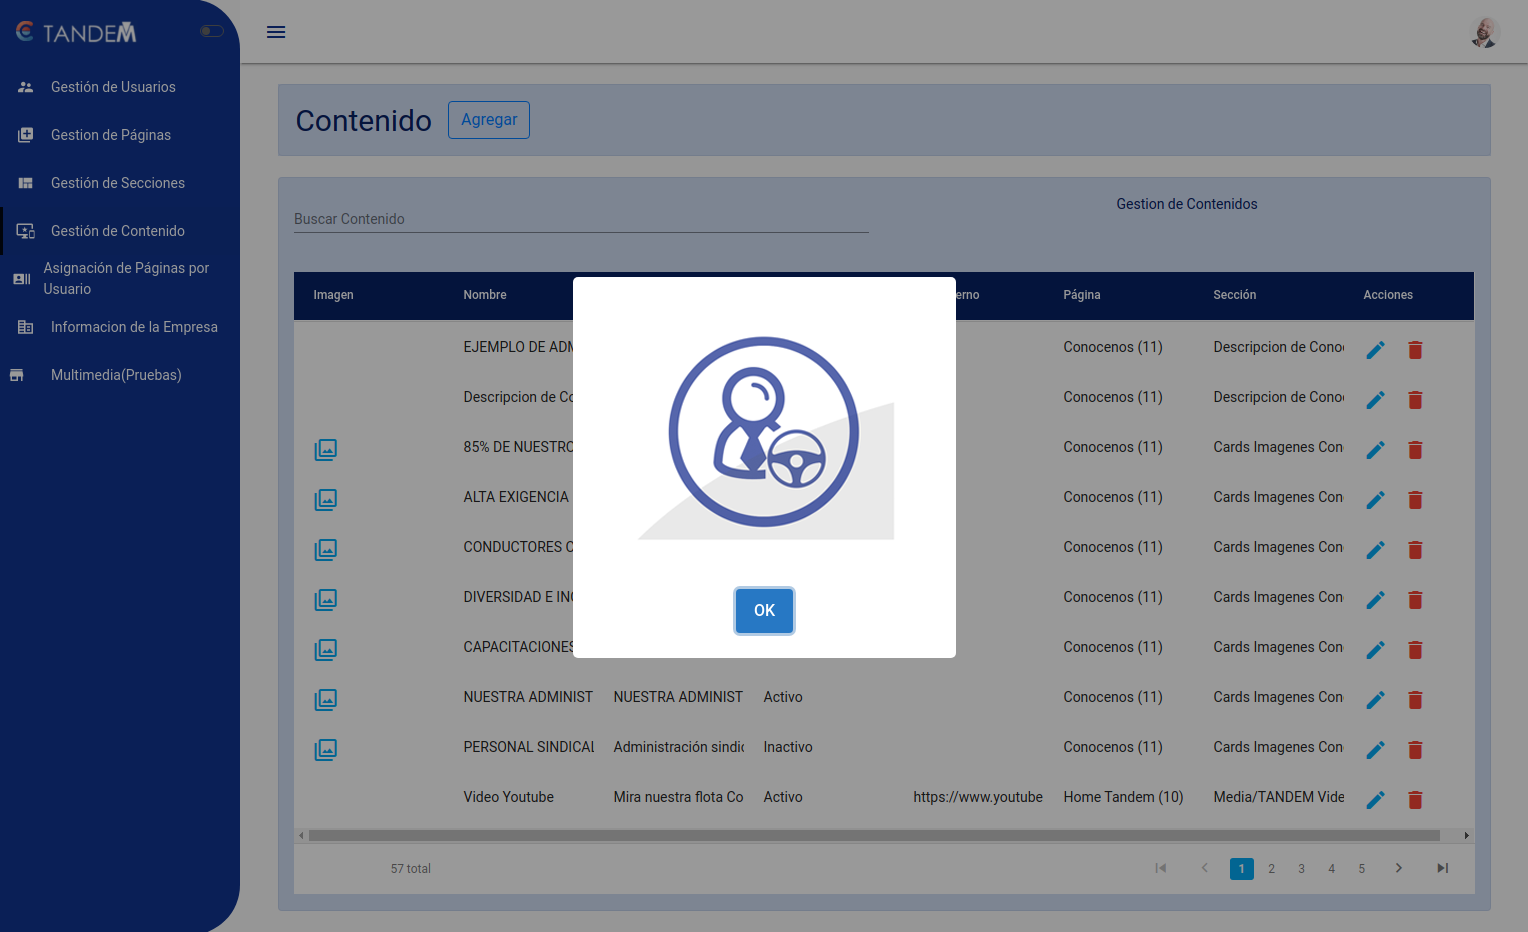 TANDEM
Gestión de Usuarios
Gestion de Páginas
Gestión de Secciones
Gestión de Contenido
Asignación de Páginas por
Usuario
Informacion de la Empresa
Multimedia(Pruebas)
Contenido Agregar
Gestion de Contenidos
Buscar Contenido
Imagen Nombre erno Página Sección Acciones
EJEMPLO DE ADM Conocenos (11) Descripcion de Cono
Descripcion de Co Conocenos (11) Descripcion de Cono
85% DE NUESTRO Conocenos (11) Cards Imagenes Con
ALTA EXIGENCIA Conocenos (11) Cards Imagenes Con
CONDUCTORES C Conocenos (11) Cards Imagenes Con
DIVERSIDAD E INC Conocenos (11) Cards Imagenes Con
CAPACITACIONES Conocenos (11) Cards Imagenes Con
NUESTRA ADMINIST NUESTRA ADMINIST Activo Conocenos (11) Cards Imagenes Con
PERSONAL SINDICAL Administración sindic Inactivo Conocenos (11) Cards Imagenes Con
Video Youtube Mira nuestra flota Co Activo https://www.youtube Home Tandem (10) Media/TANDEM Vide
OK
57 total 1 2 3 4 5